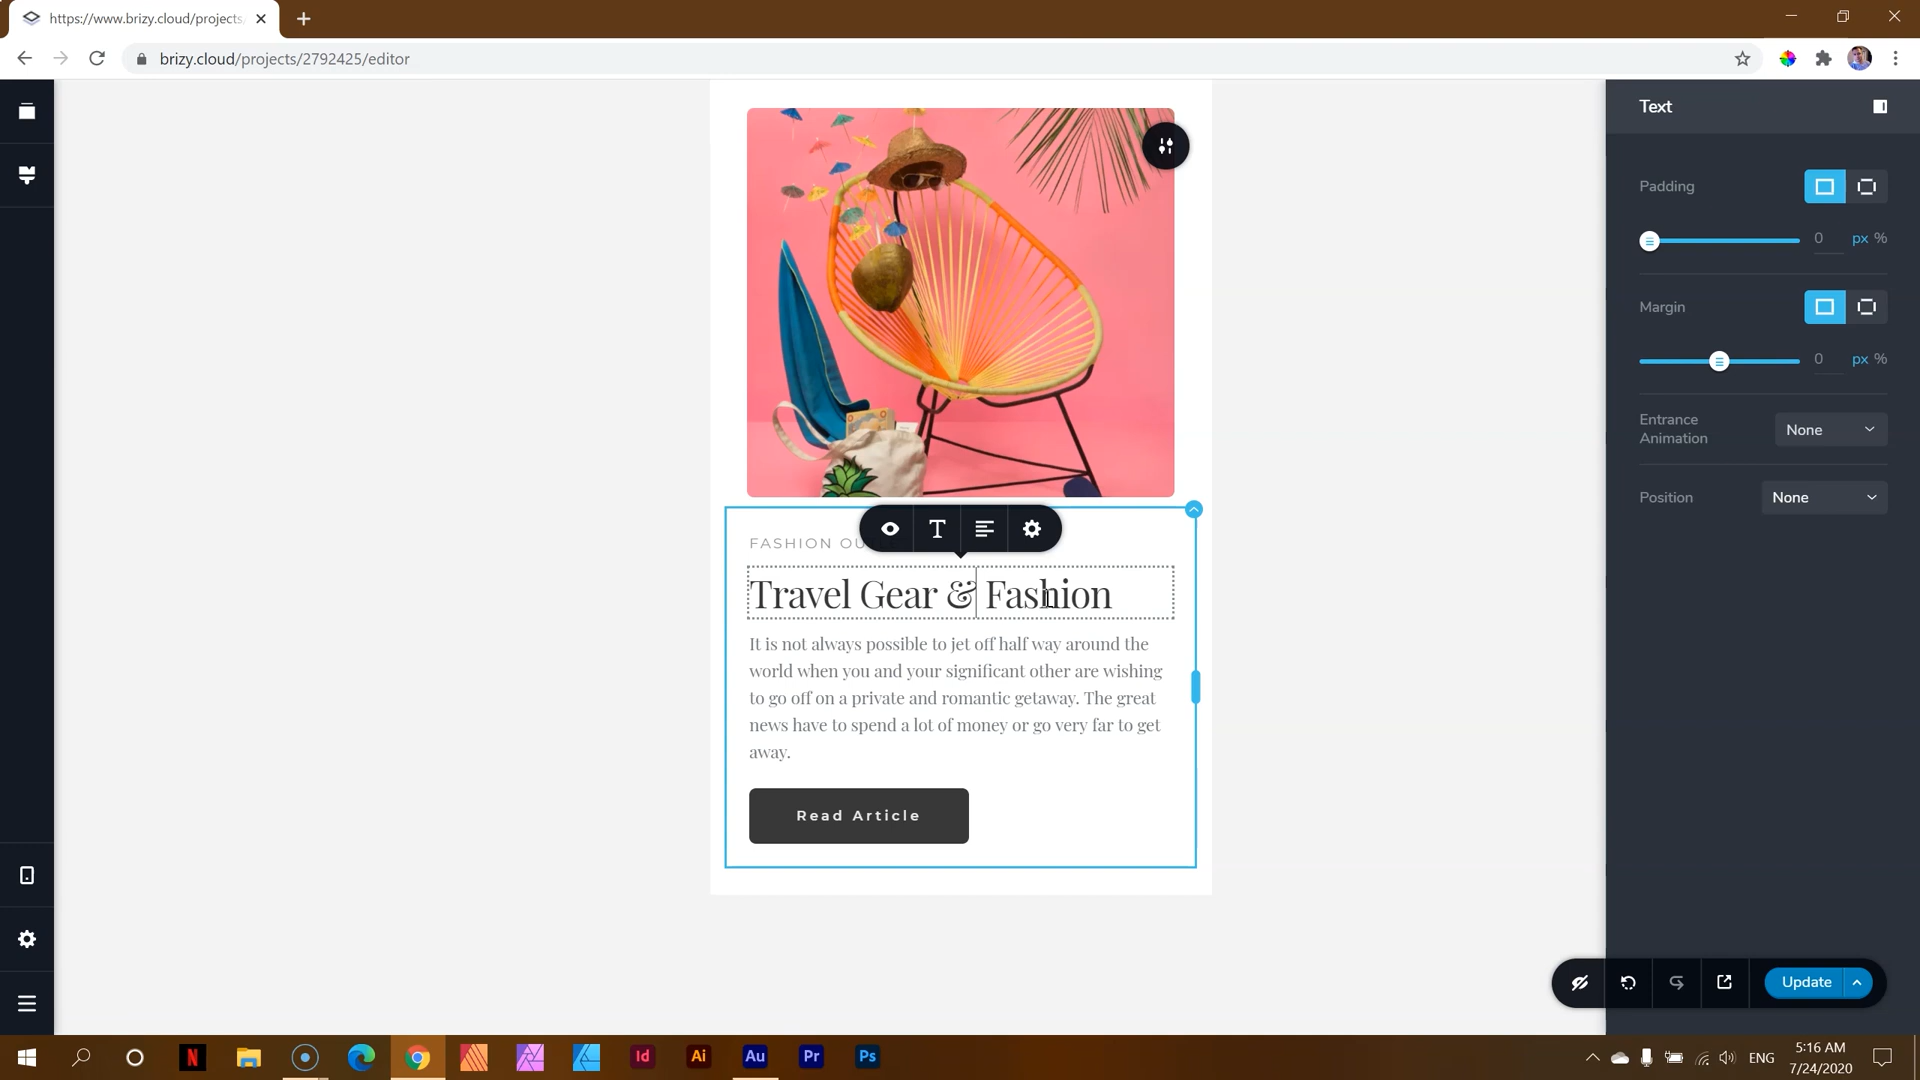 https://www.brizy.cloud/projects
brizy.cloud/projects/2792425/editor
Text
Padding
0 px %
Margin
0 px %
Entrance
Animation
None
Position
None
FASHION OU
Travel Gear & Fashion
It is not always possible to jet off half way around the
world when you and your significant other are wishing
to go off on a private and romantic getaway. The great
news have to spend a lot of money or go very far to get
away.
Read Article
Update
N
Id
Ai
Au
Pr
Ps
ENG
5:16 AM
7/24/2020